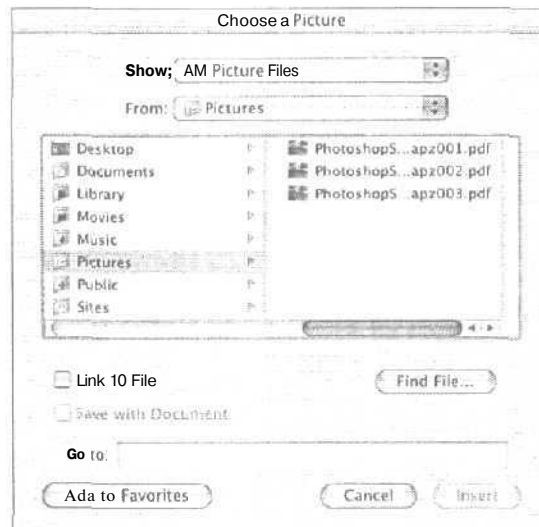 Choose a Picture
Show; AM Picture Files
From: Pictures
Desktop
Documents
Library
Movies
Music
Pictures
Public
Sites
PhotoshopS...apz001.pdf
PhotoshopS...apz002.pdf
PhotoshopS...apz003.pdf
Link 10 File
Find File...
Save with Document
Go to:
Ada to Favorites
Cancel
Insert